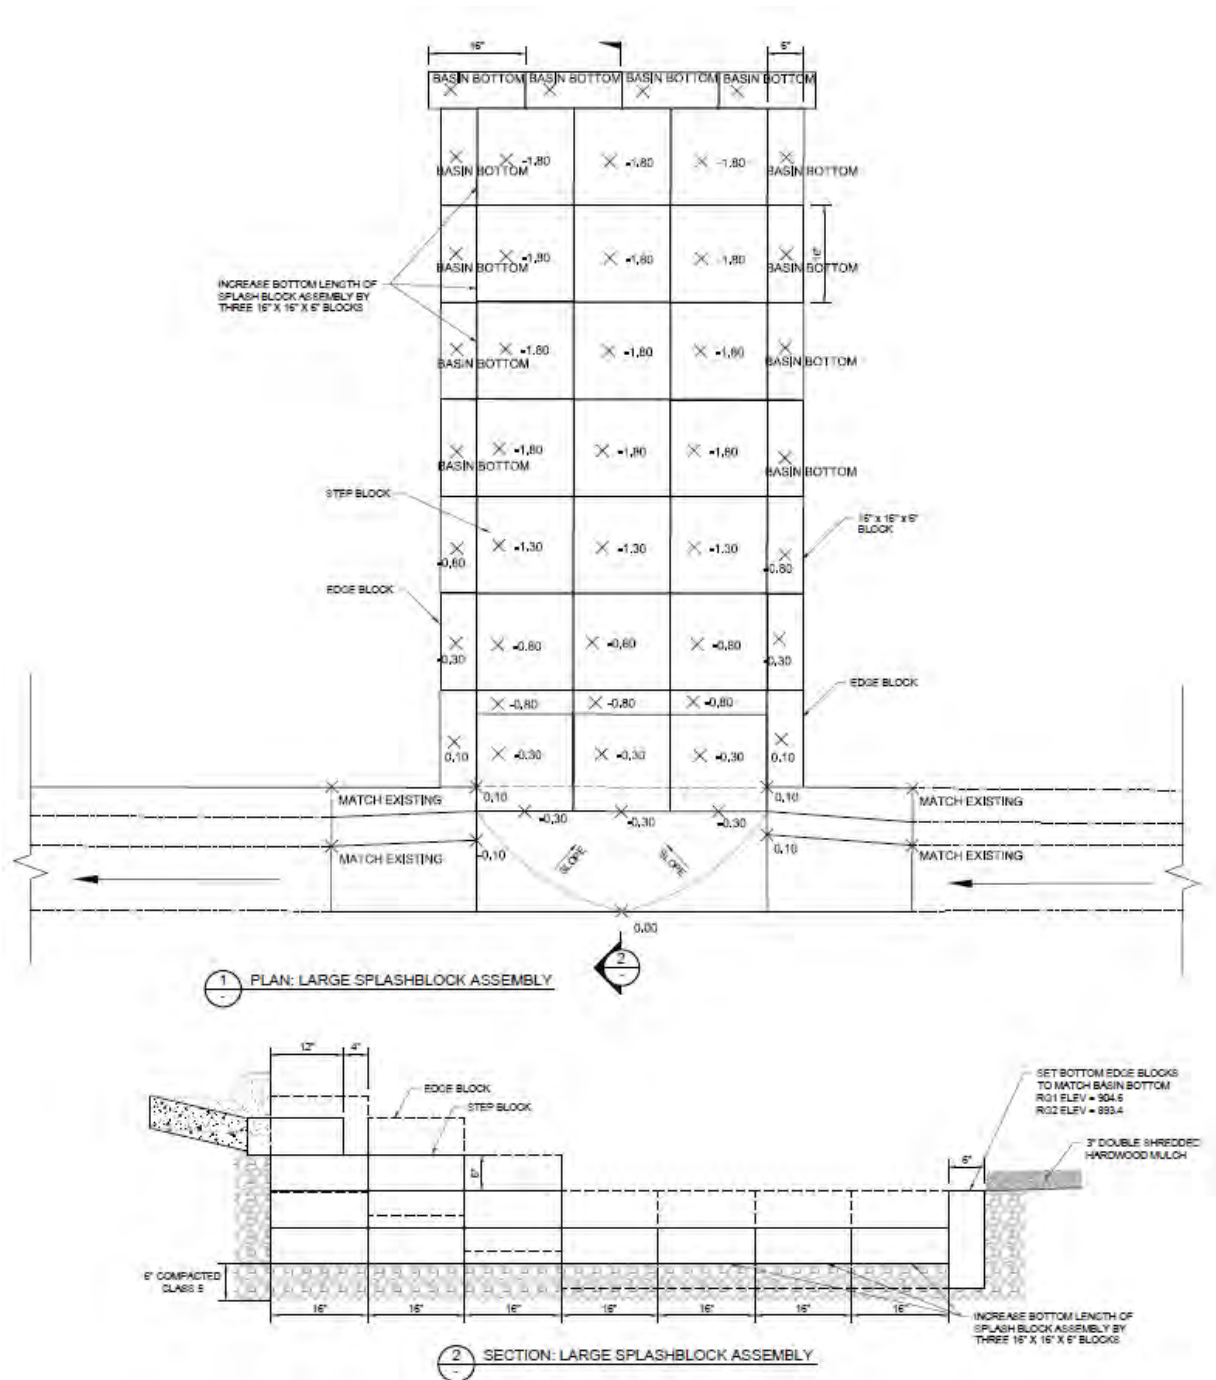 16" 6"
BASIN BOTTOM BASIN BOTTOM BASIN BOTTOM BASIN BOTTOM
-1.80 -1.80 -1.80
BASIN BOTTOM BASIN BOTTOM
16"
-1.80 -1.80 -1.80
BASIN BOTTOM BASIN BOTTOM
INCREASE BOTTOM LENGTH OF
SPLASH BLOCK ASSEMBLY BY
THREE 16" X 16" X 6" BLOCKS
-1.80 -1.80 -1.80
BASIN BOTTOM BASIN BOTTOM
-1.80 -1.80 -1.80
BASIN BOTTOM BASIN BOTTOM
STEP BLOCK
16" x 16" x 6"
BLOCK
-1.30 -1.30 -1.30
-0.80 -0.80
EDGE BLOCK
-0.80 -0.80 -0.80
-0.30 -0.30
EDGE BLOCK
-0.80 -0.80 -0.80
0.10 -0.30 -0.30 -0.30 0.10
MATCH EXISTING 0.10 0.10 MATCH EXISTING
-0.30 -0.30 -0.30
MATCH EXISTING -0.10 SLOPE SLOPE 0.10 MATCH EXISTING
0.00
2
-
1
-
PLAN: LARGE SPLASHBLOCK ASSEMBLY
12" 4"
EDGE BLOCK
STEP BLOCK
SET BOTTOM EDGE BLOCKS
TO MATCH BASIN BOTTOM
RG1 ELEV = 904.6
RG2 ELEV = 893.4
3" DOUBLE SHREDDED
HARDWOOD MULCH
6" 6"
6" COMPACTED
CLASS 5
16" 16" 16" 16" 16" 16" 16"
INCREASE BOTTOM LENGTH OF
SPLASH BLOCK ASSEMBLY BY
THREE 16" X 16" X 6" BLOCKS
2
-
SECTION: LARGE SPLASHBLOCK ASSEMBLY